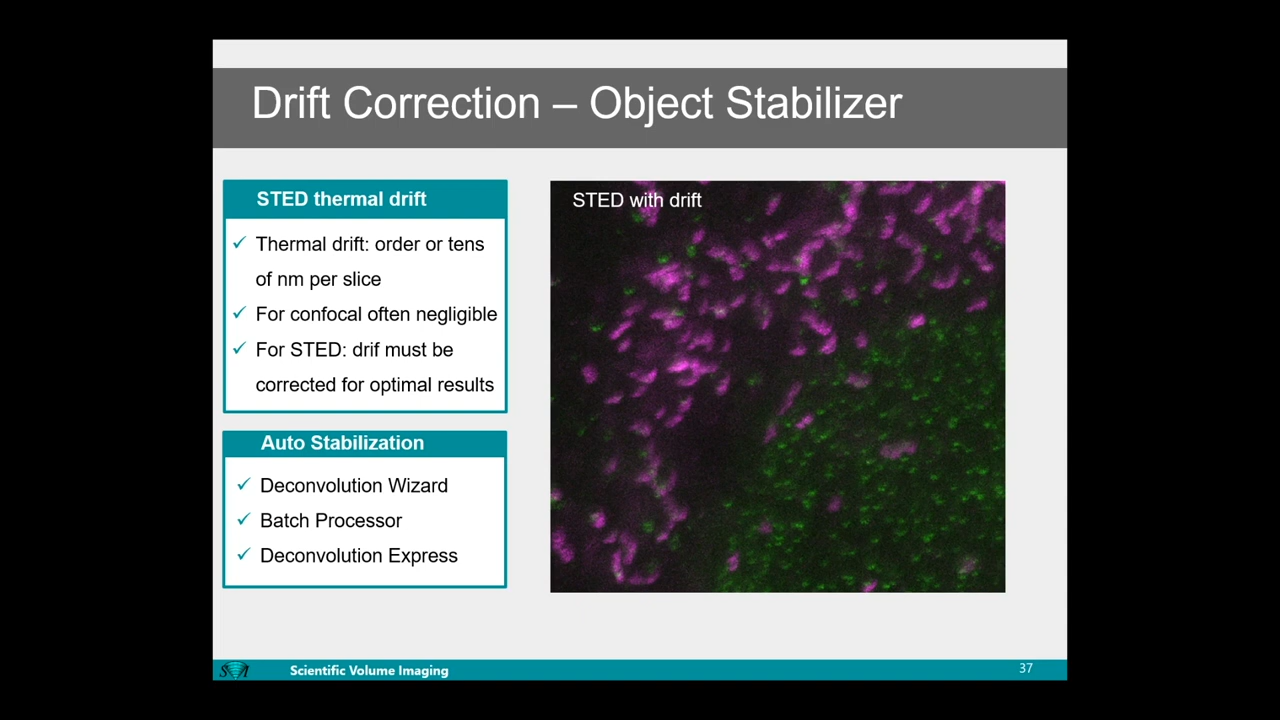 Drift Correction – Object Stabilizer
STED thermal drift
✓ Thermal drift: order or tens
of nm per slice
✓ For confocal often negligible
✓ For STED: drif must be
corrected for optimal results
Auto Stabilization
✓ Deconvolution Wizard
✓ Batch Processor
✓ Deconvolution Express
STED with drift
SVI
Scientific Volume Imaging
37